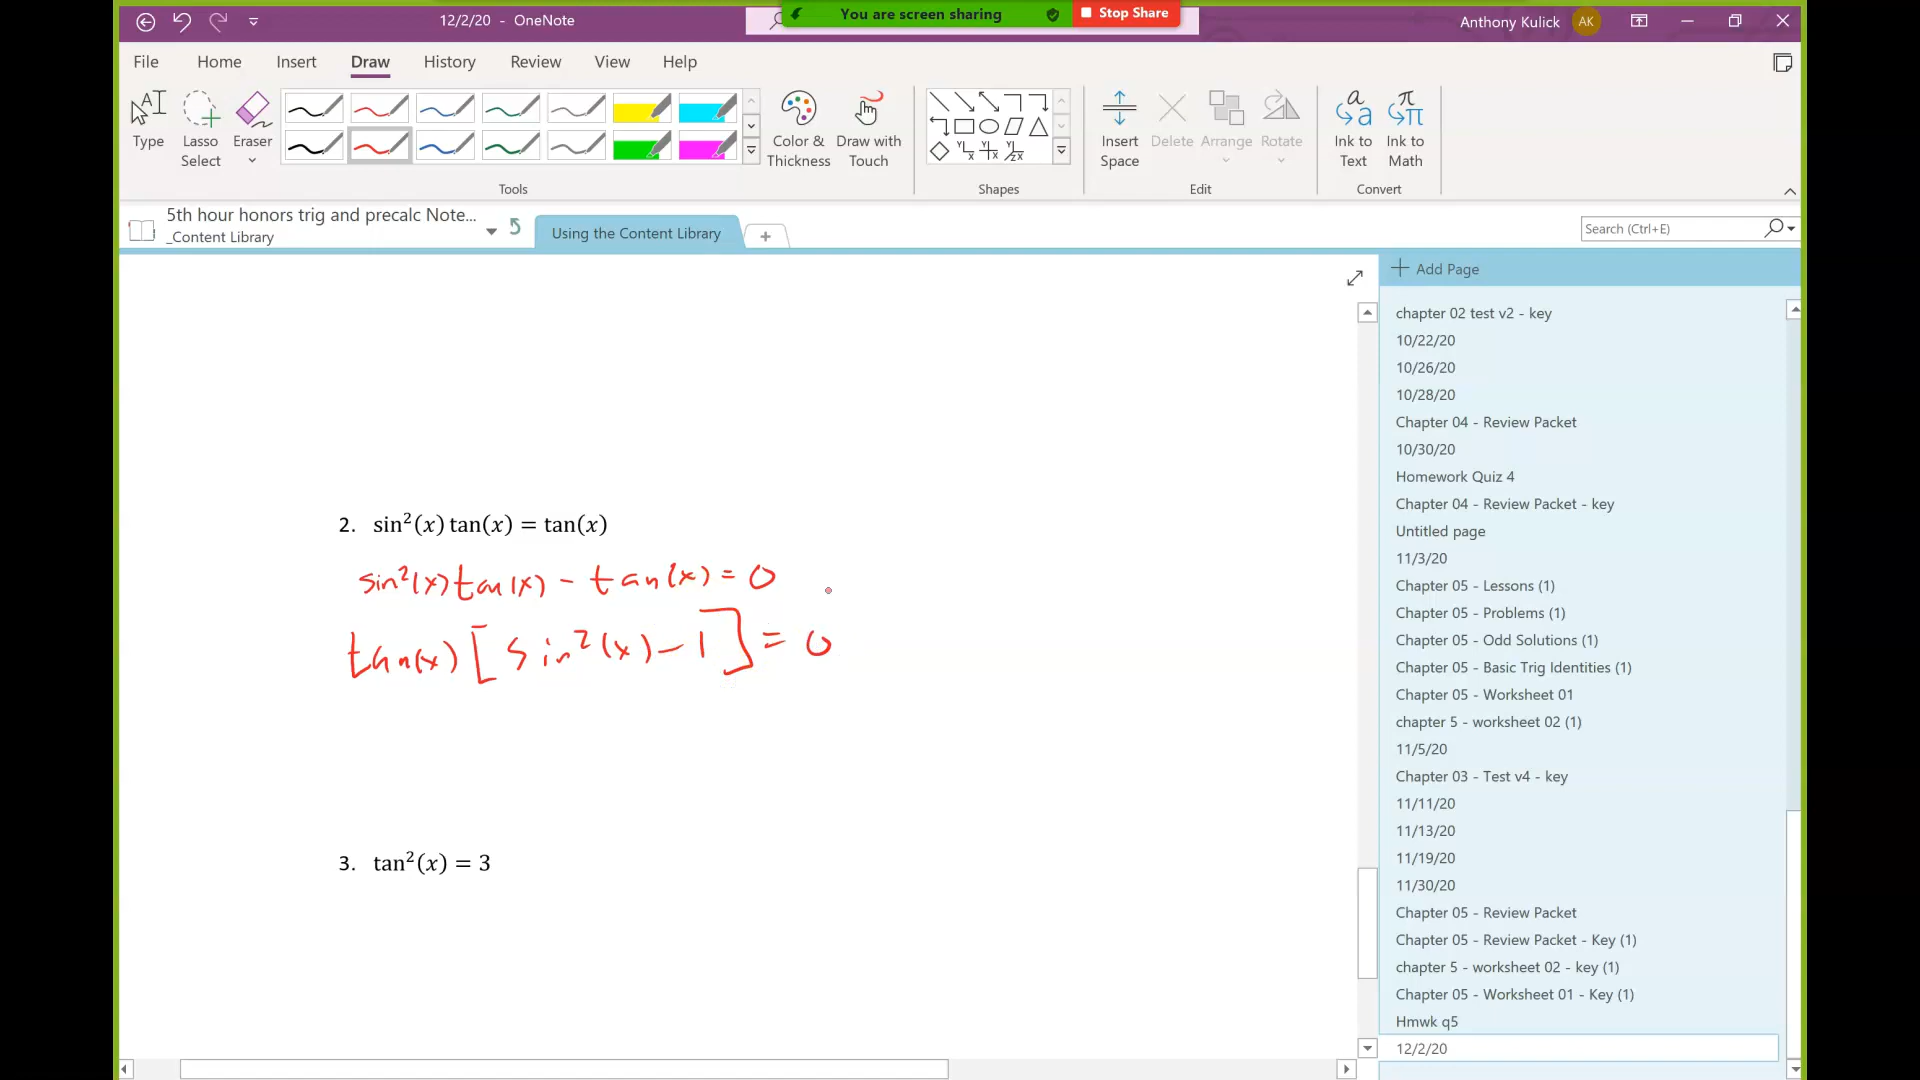 12/2/20 - OneNote
You are screen sharing
Stop Share
Anthony Kulick
AK
File
Home
Insert
Draw
History
Review
View
Help
Type
Lasso Select
Eraser
Color & Thickness
Draw with Touch
Insert Space
Delete
Arrange
Rotate
Ink to Text
Ink to Math
Tools
Shapes
Edit
Convert
5th hour honors trig and precalc Note...
_Content Library
Using the Content Library
Search (Ctrl+E)
Add Page
2. sin²(x) tan(x) = tan(x)
sin²(x) tan(x) - tan(x) = 0
tan(x) [ sin²(x) - 1 ] = 0
3. tan²(x) = 3
chapter 02 test v2 - key
10/22/20
10/26/20
10/28/20
Chapter 04 - Review Packet
10/30/20
Homework Quiz 4
Chapter 04 - Review Packet - key
Untitled page
11/3/20
Chapter 05 - Lessons (1)
Chapter 05 - Problems (1)
Chapter 05 - Odd Solutions (1)
Chapter 05 - Basic Trig Identities (1)
Chapter 05 - Worksheet 01
chapter 5 - worksheet 02 (1)
11/5/20
Chapter 03 - Test v4 - key
11/11/20
11/13/20
11/19/20
11/30/20
Chapter 05 - Review Packet
Chapter 05 - Review Packet - Key (1)
chapter 5 - worksheet 02 - key (1)
Chapter 05 - Worksheet 01 - Key (1)
Hmwk q5
12/2/20